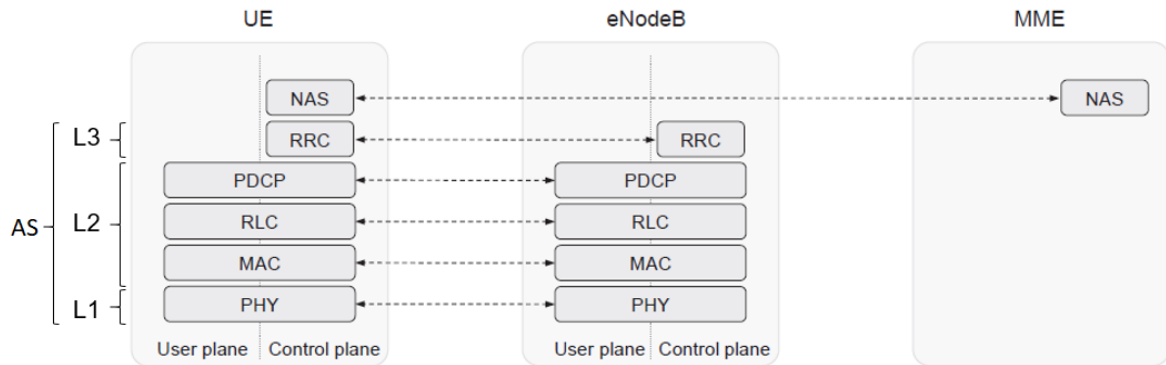 UE eNodeB MME
NAS NAS
L3 RRC RRC
PDCP PDCP
AS L2 RLC RLC
MAC MAC
L1 PHY PHY
User plane Control plane User plane Control plane